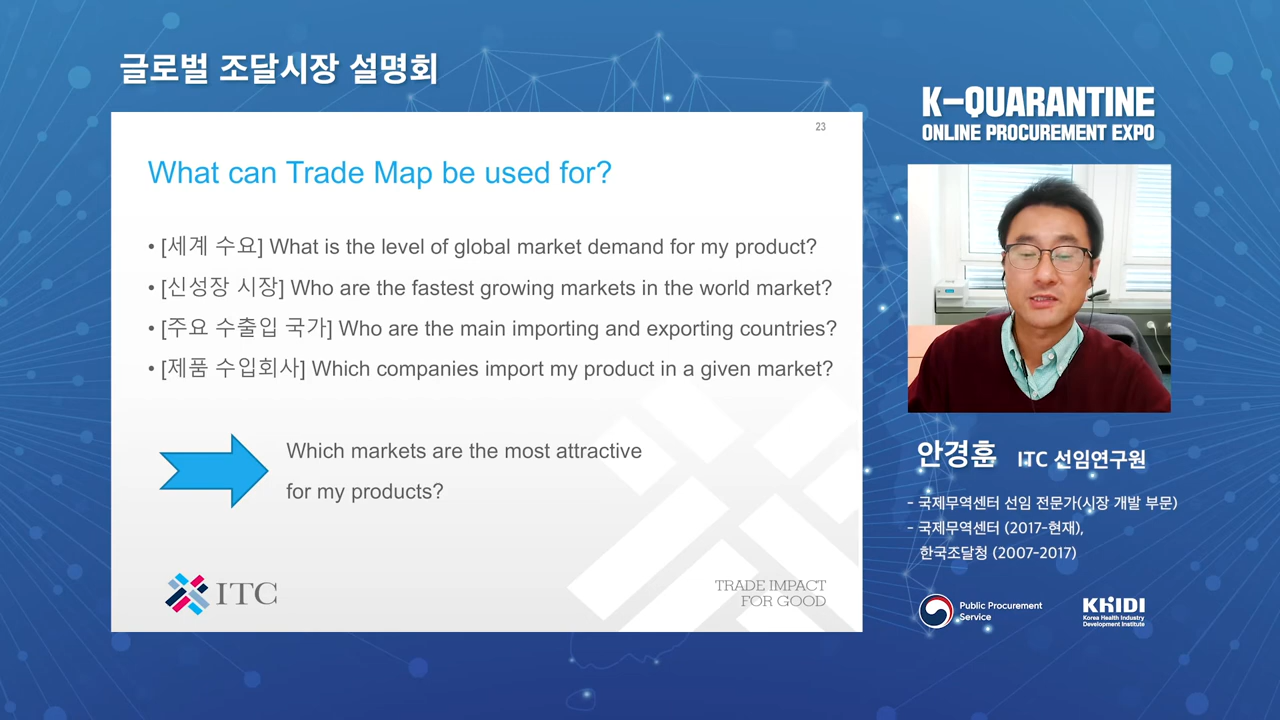 글로벌 조달시장 설명회
23
What can Trade Map be used for?
• [세계 수요] What is the level of global market demand for my product?
• [신성장 시장] Who are the fastest growing markets in the world market?
• [주요 수출입 국가] Who are the main importing and exporting countries?
• [제품 수입회사] Which companies import my product in a given market?
Which markets are the most attractive
for my products?
ITC
TRADE IMPACT
FOR GOOD
K-QUARANTINE
ONLINE PROCUREMENT EXPO
안경훈 ITC 선임연구원
- 국제무역센터 선임 전문가(시장 개발 부문)
- 국제무역센터 (2017-현재),
한국조달청 (2007-2017)
Public Procurement
Service
KHIDI
Korea Health Industry
Development Institute